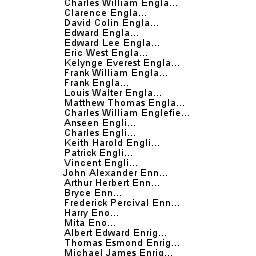 Charles William Engla...
Clarence Engla...
David Colin Engla...
Edward Engla...
Edward Lee Engla...
Eric West Engla...
Kelynge Everest Engla...
Frank William Engla...
Frank Engla...
Louis Walter Engla...
Matthew Thomas Engla...
Charles William Englefie...
Anseen Engli...
Charles Engli...
Keith Harold Engli...
Patrick Engli...
Vincent Engli...
John Alexander Enn...
Arthur Herbert Enn...
Bryce Enn...
Frederick Percival Enn...
Harry Eno...
Mita Eno...
Albert Edward Enrig...
Thomas Esmond Enrig...
Michael James Enrig...